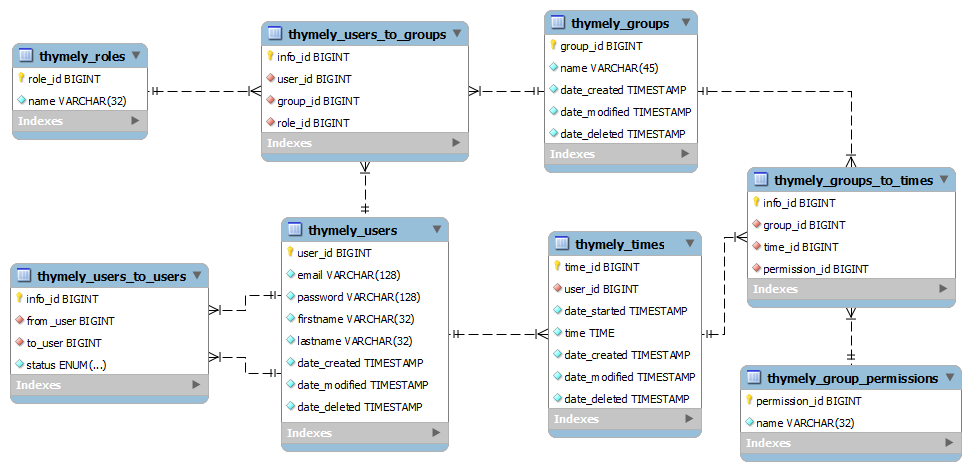 thymely_roles
role_id BIGINT
name VARCHAR(32)
Indexes
thymely_users_to_groups
info_id BIGINT
user_id BIGINT
group_id BIGINT
role_id BIGINT
Indexes
thymely_groups
group_id BIGINT
name VARCHAR(45)
date_created TIMESTAMP
date_modified TIMESTAMP
date_deleted TIMESTAMP
Indexes
thymely_groups_to_times
info_id BIGINT
group_id BIGINT
time_id BIGINT
permission_id BIGINT
Indexes
thymely_users_to_users
info_id BIGINT
from_user BIGINT
to_user BIGINT
status ENUM(...)
Indexes
thymely_users
user_id BIGINT
email VARCHAR(128)
password VARCHAR(128)
firstname VARCHAR(32)
lastname VARCHAR(32)
date_created TIMESTAMP
date_modified TIMESTAMP
date_deleted TIMESTAMP
Indexes
thymely_times
time_id BIGINT
user_id BIGINT
date_started TIMESTAMP
time TIME
date_created TIMESTAMP
date_modified TIMESTAMP
date_deleted TIMESTAMP
Indexes
thymely_group_permissions
permission_id BIGINT
name VARCHAR(32)
Indexes